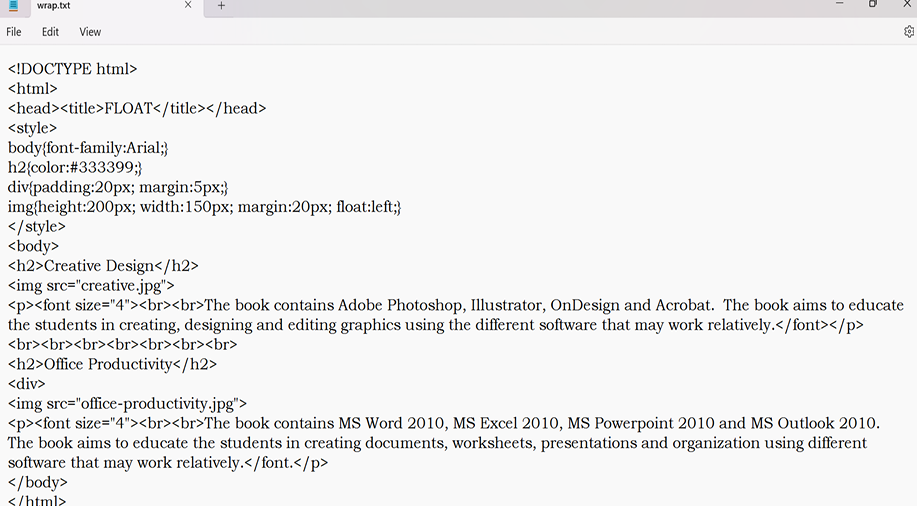 wrap.txt
File Edit View
<!DOCTYPE html>
<html>
<head><title>FLOAT</title></head>
<style>
body{font-family:Arial;}
h2{color:#333399;}
div{padding:20px; margin:5px;}
img{height:200px; width:150px; margin:20px; float:left;}
</style>
<body>
<h2>Creative Design</h2>
<img src="creative.jpg">
<p><font size="4"><br><br>The book contains Adobe Photoshop, Illustrator, OnDesign and Acrobat.  The book aims to educate
the students in creating, designing and editing graphics using the different software that may work relatively.</font></p>
<br><br><br><br><br><br><br>
<h2>Office Productivity</h2>
<div>
<img src="office-productivity.jpg">
<p><font size="4"><br><br>The book contains MS Word 2010, MS Excel 2010, MS Powerpoint 2010 and MS Outlook 2010.
The book aims to educate the students in creating documents, worksheets, presentations and organization using different
software that may work relatively.</font.</p>
</body>
</html>